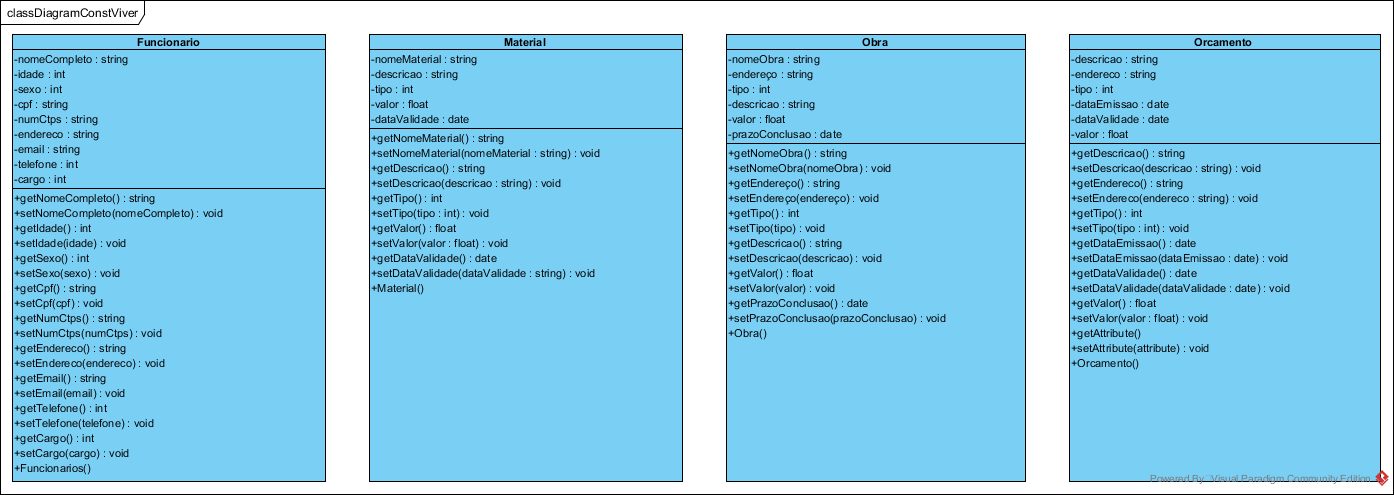 classDiagramConstViver
Funcionario
-nomeCompleto : string
-idade : int
-sexo : int
-cpf : string
-numCtps : string
-endereco : string
-email : string
-telefone : int
-cargo : int
+getNomeCompleto() : string
+setNomeCompleto(nomeCompleto) : void
+getIdade() : int
+setIdade(idade) : void
+getSexo() : int
+setSexo(sexo) : void
+getCpf() : string
+setCpf(cpf) : void
+getNumCtps() : string
+setNumCtps(numCtps) : void
+getEndereco() : string
+setEndereco(endereco) : void
+getEmail() : string
+setEmail(email) : void
+getTelefone() : int
+setTelefone(telefone) : void
+getCargo() : int
+setCargo(cargo) : void
+Funcionarios()
Material
-nomeMaterial : string
-descricao : string
-tipo : int
-valor : float
-dataValidade : date
+getNomeMaterial() : string
+setNomeMaterial(nomeMaterial : string) : void
+getDescricao() : string
+setDescricao(descricao : string) : void
+getTipo() : int
+setTipo(tipo : int) : void
+getValor() : float
+setValor(valor : float) : void
+getDataValidade() : date
+setDataValidade(dataValidade : string) : void
+Material()
Obra
-nomeObra : string
-endereço : string
-tipo : int
-descricao : string
-valor : float
-prazoConclusao : date
+getNomeObra() : string
+setNomeObra(nomeObra) : void
+getEndereço() : string
+setEndereço(endereço) : void
+getTipo() : int
+setTipo(tipo) : void
+getDescricao() : string
+setDescricao(descricao) : void
+getValor() : float
+setValor(valor) : void
+getPrazoConclusao() : date
+setPrazoConclusao(prazoConclusao) : void
+Obra()
Orcamento
-descricao : string
-endereco : string
-tipo : int
-dataEmissao : date
-dataValidade : date
-valor : float
+getDescricao() : string
+setDescricao(descricao : string) : void
+getEndereco() : string
+setEndereco(endereco : string) : void
+getTipo() : int
+setTipo(tipo : int) : void
+getDataEmissao() : date
+setDataEmissao(dataEmissao : date) : void
+getDataValidade() : date
+setDataValidade(dataValidade : date) : void
+getValor() : float
+setValor(valor : float) : void
+getAttribute()
+setAttribute(attribute) : void
+Orcamento()
Powered By Visual Paradigm Community Edition